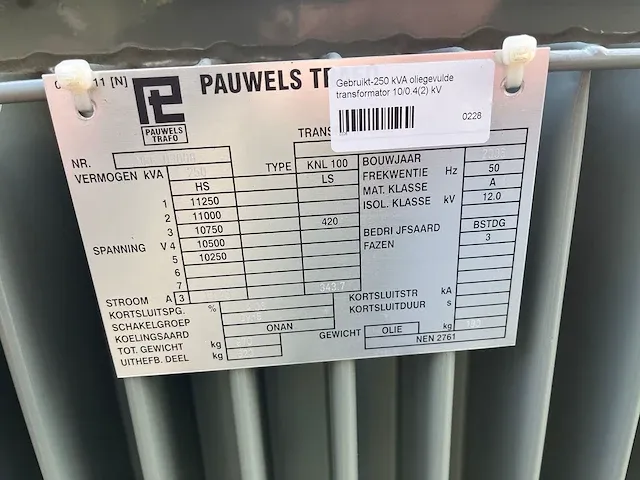 11 [N]
PAUWELS TR
PAUWELS
TRAFO
Gebruikt-250 kVA oliegevulde
transformator 10/0.4(2) kV
0228
TRANS
NR.
TYPE KNL 100
BOUWJAAR
VERMOGEN kVA 250
FREKWENTIE Hz 50
HS LS
MAT. KLASSE A
1 11250
ISOL. KLASSE kV 12.0
2 11000
3 10750 420
BEDRIJFSAARD BSTDG
SPANNING V 4 10500
FAZEN 3
5 10250
6
7
STROOM A 3 343.7
KORTSLUITSTR kA
KORTSLUITSPG. %
KORTSLUITDUUR s
SCHAKELGROEP
KOELINGSAARD ONAN
GEWICHT OLIE kg
TOT. GEWICHT kg
NEN 2761
UITHEFB. DEEL kg